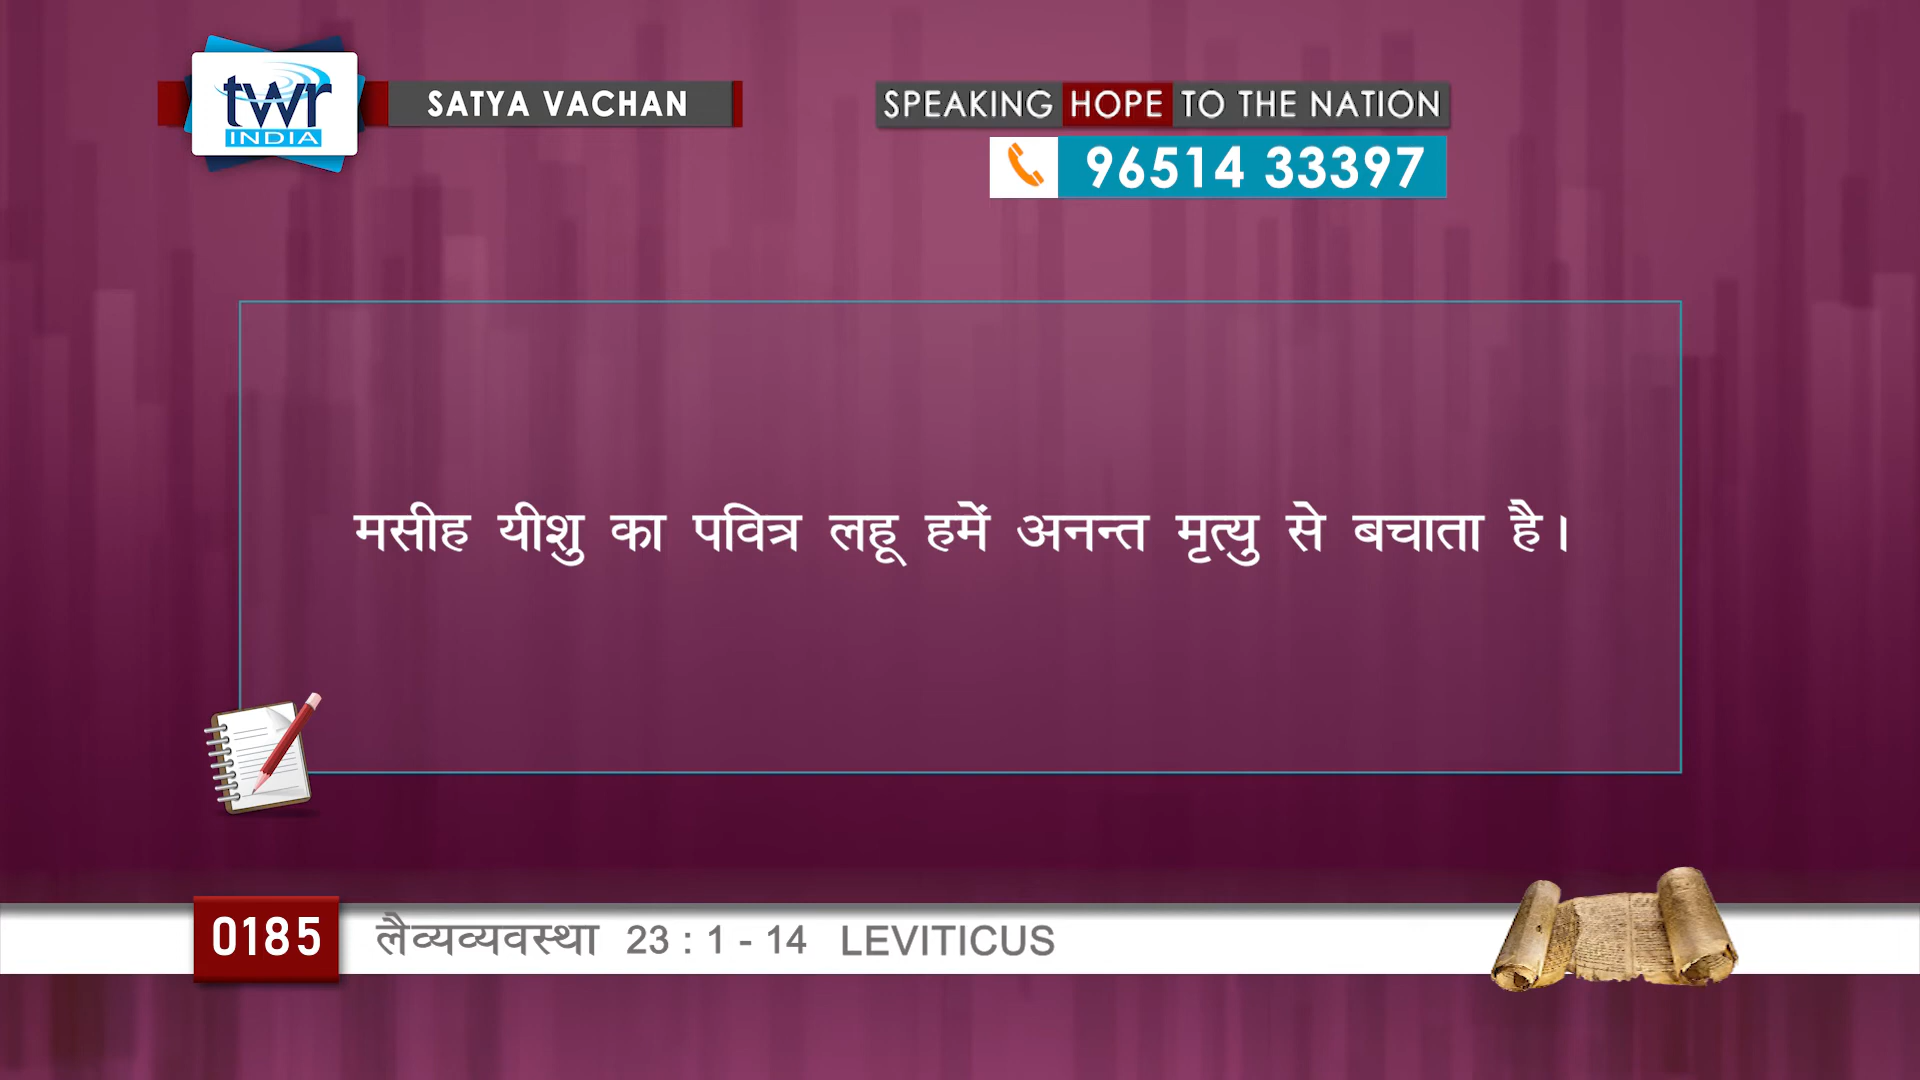 twr
INDIA
SATYA VACHAN
SPEAKING HOPE TO THE NATION
96514 33397
मसीह यीशु का पवित्र लहू हमें अनन्त मृत्यु से बचाता है।
0185 लैव्यव्यवस्था 23 : 1 - 14 LEVITICUS